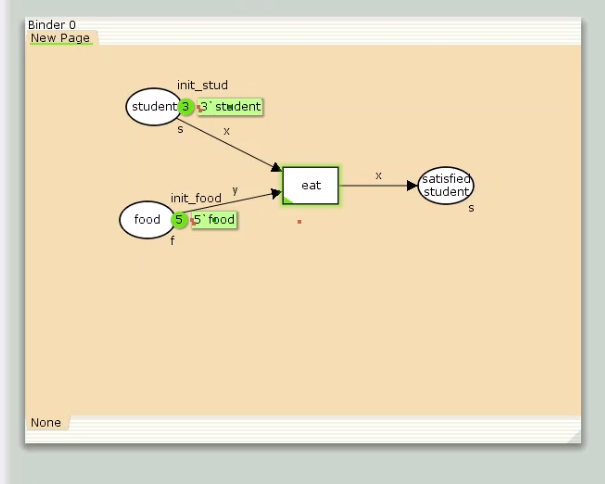 Binder 0
New Page
init_stud
student 3 3`student
s
x
eat
x
satisfied
student
s
init_food
y
food 5 5`food
f
None